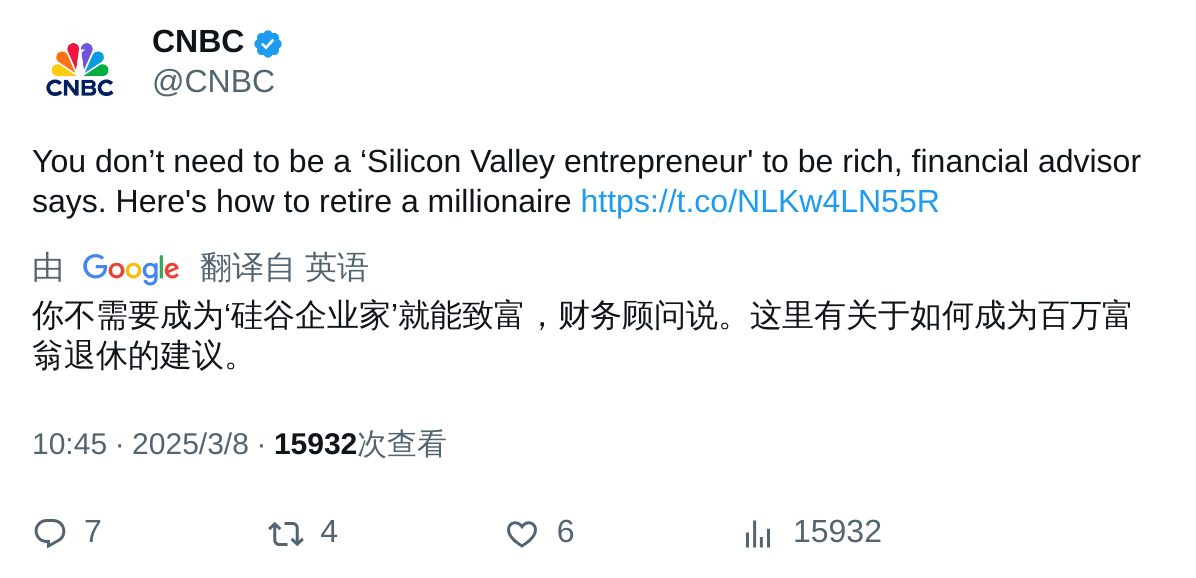 CNBC
CNBC
@CNBC
You don’t need to be a ‘Silicon Valley entrepreneur' to be rich, financial advisor
says. Here's how to retire a millionaire https://t.co/NLKw4LN55R
由 Google 翻译自 英语
你不需要成为‘硅谷企业家’就能致富，财务顾问说。这里有关于如何成为百万富
翁退休的建议。
10:45 · 2025/3/8 · 15932次查看
7 4 6 15932